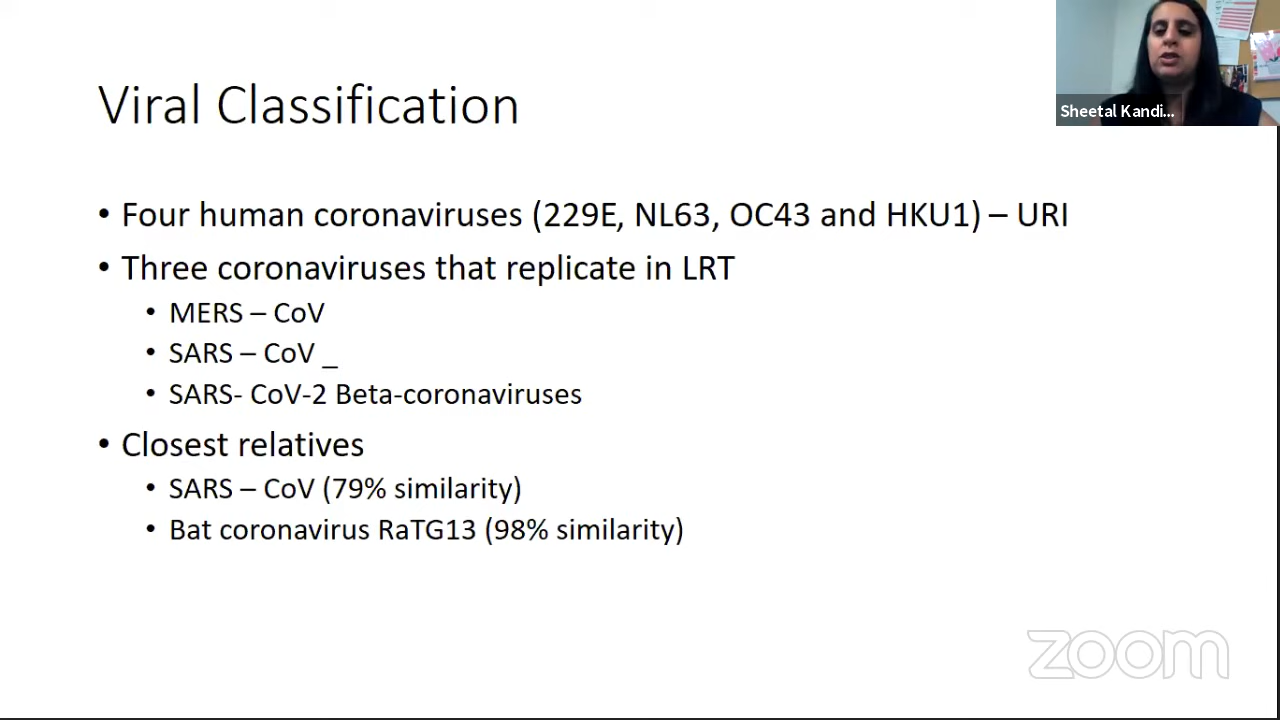 Viral Classification
Sheetal Kandi...
• Four human coronaviruses (229E, NL63, OC43 and HKU1) – URI
• Three coronaviruses that replicate in LRT
• MERS – CoV
• SARS – CoV _
• SARS- CoV-2 Beta-coronaviruses
• Closest relatives
• SARS – CoV (79% similarity)
• Bat coronavirus RaTG13 (98% similarity)
zoom